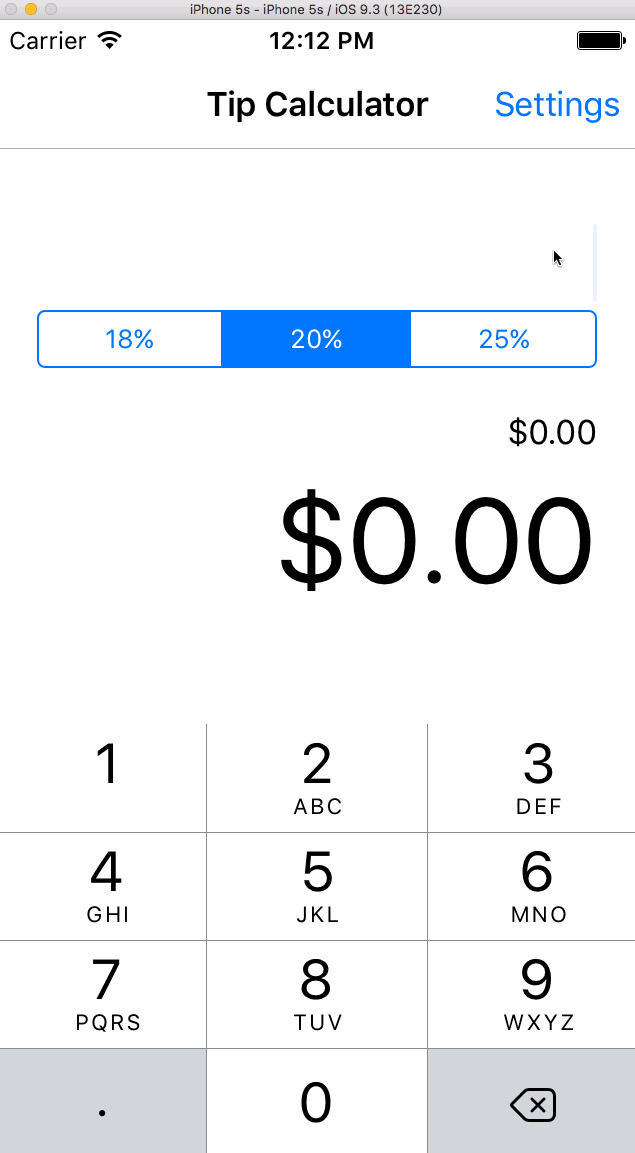 iPhone 5s - iPhone 5s / iOS 9.3 (13E230)
Carrier 12:12 PM
Tip Calculator Settings
18% 20% 25%
$0.00
$0.00
1 2 3
ABC DEF
4 5 6
GHI JKL MNO
7 8 9
PQRS TUV WXYZ
. 0